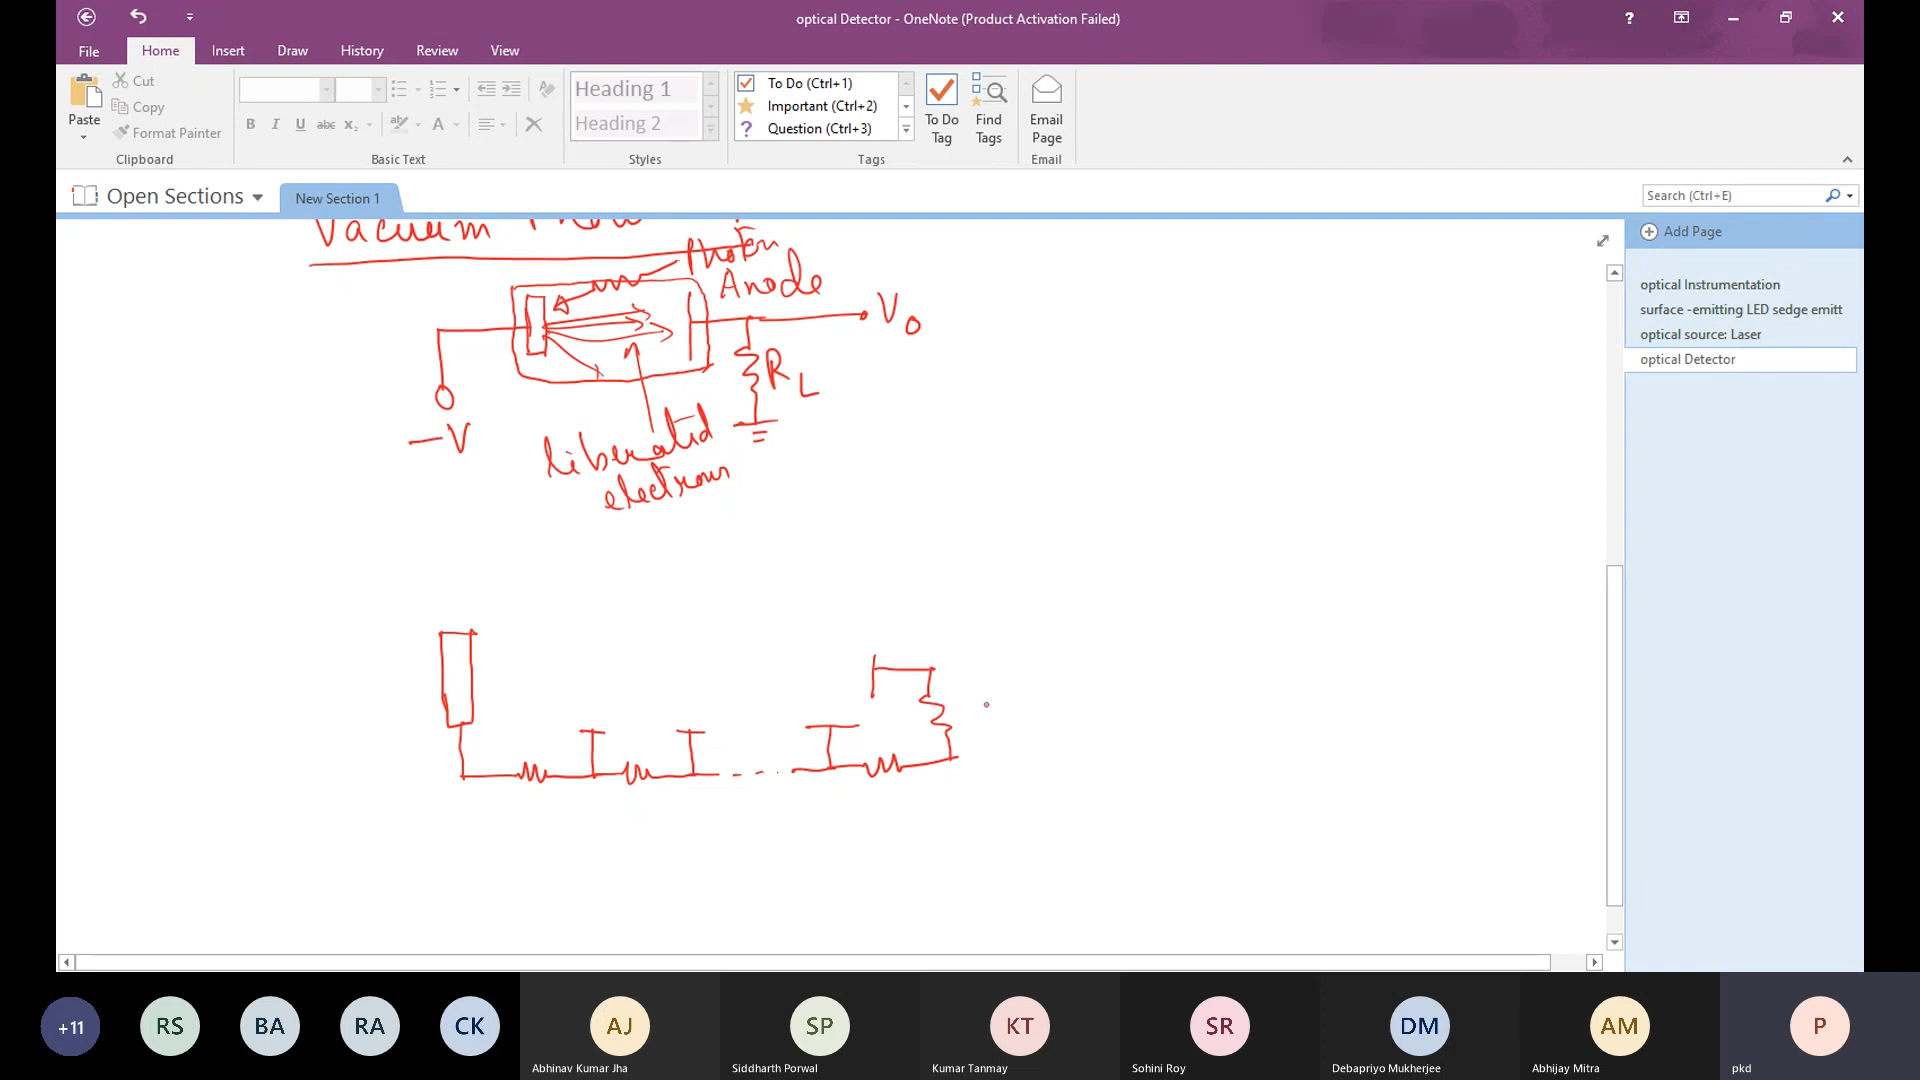 optical Detector - OneNote (Product Activation Failed)
?
File Home Insert Draw History Review View
Paste
Cut
Copy
Format Painter
Clipboard
B I U abc x₂ aby A
Basic Text
Heading 1
Heading 2
Styles
To Do (Ctrl+1)
Important (Ctrl+2)
? Question (Ctrl+3)
To Do Tag
Find Tags
Tags
Email Page
Email
Open Sections
New Section 1
Search (Ctrl+E)
Add Page
optical Instrumentation
surface -emitting LED sedge emitt
optical source: Laser
optical Detector
Vacuum
Photon
Anode
V₀
R_L
-V
liberated
electrons
+11
RS
BA
RA
CK
AJ
Abhinav Kumar Jha
SP
Siddharth Porwal
KT
Kumar Tanmay
SR
Sohini Roy
DM
Debapriyo Mukherjee
AM
Abhijay Mitra
P
pkd